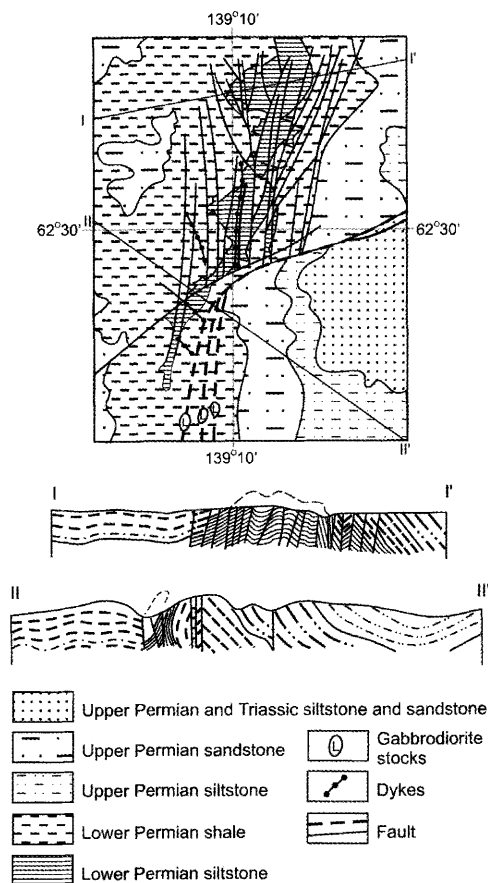 139°10'
I'
I
62°30'
II
62°30'
139°10'
II'
I
I'
II
II'
Upper Permian and Triassic siltstone and sandstone
Upper Permian sandstone
L
Gabbrodiorite
stocks
Upper Permian siltstone
Dykes
Lower Permian shale
Fault
Lower Permian siltstone